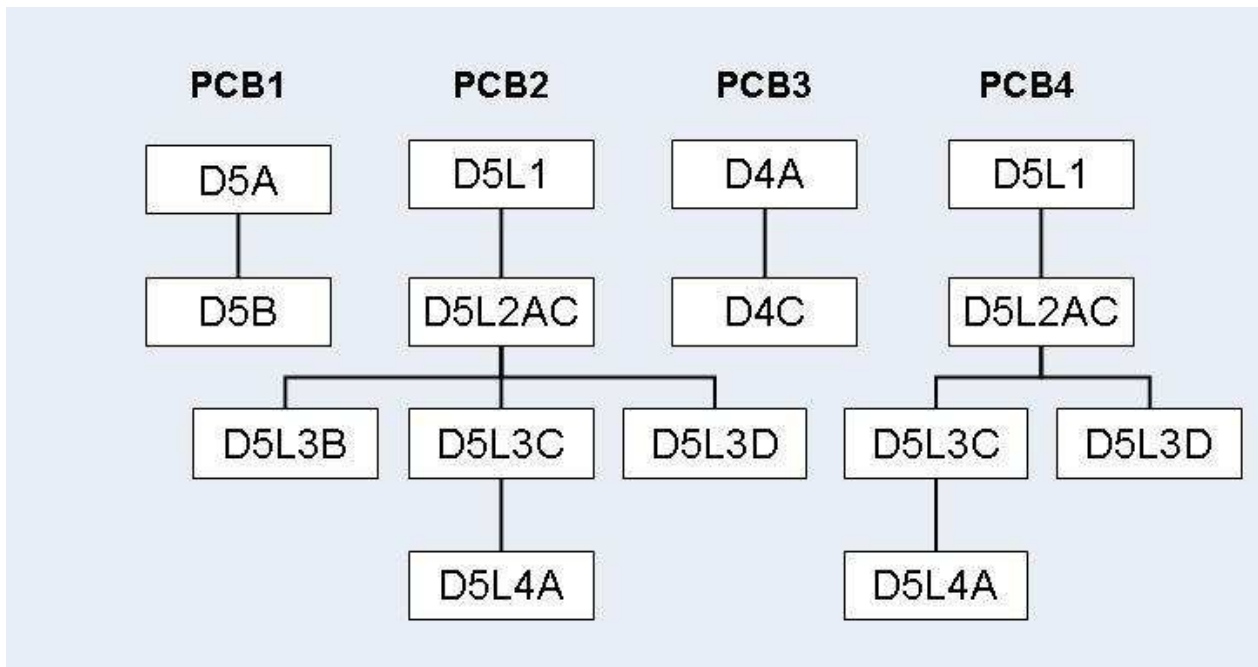 PCB1 PCB2 PCB3 PCB4
D5A D5L1 D4A D5L1
D5B D5L2AC D4C D5L2AC
D5L3B D5L3C D5L3D D5L3C D5L3D
D5L4A D5L4A